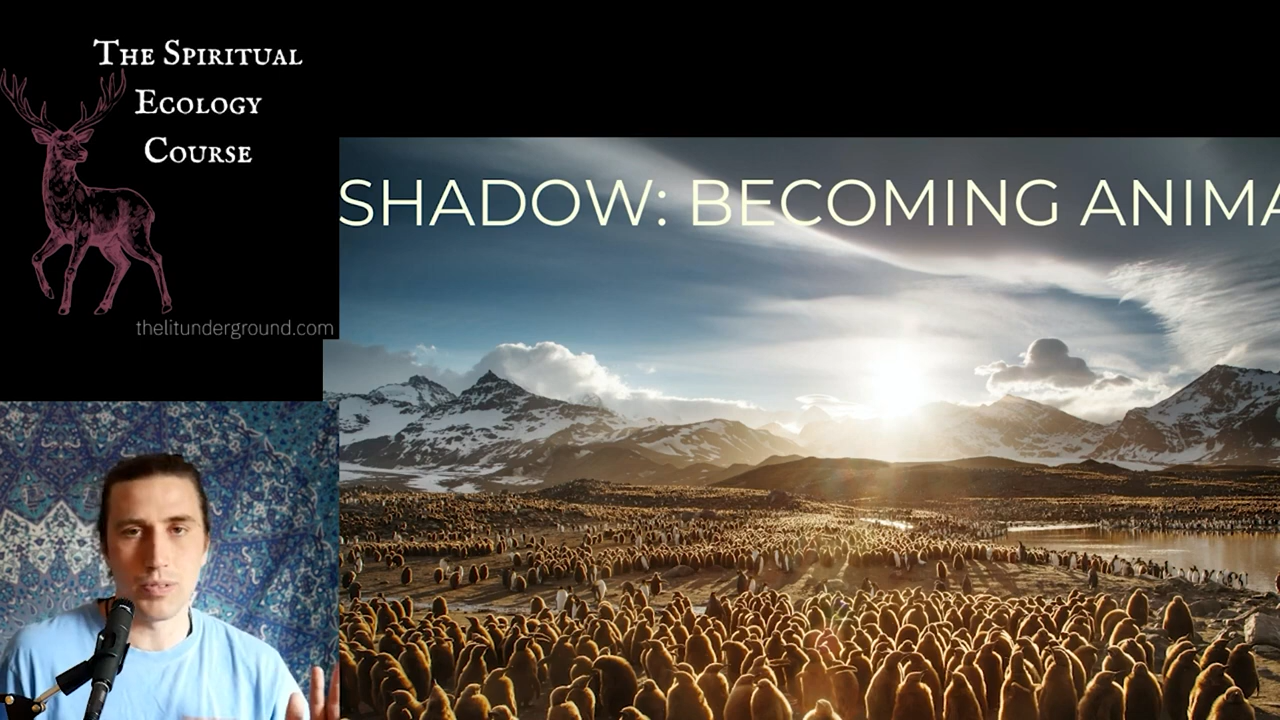 The Spiritual
Ecology
Course
thelitunderground.com
SHADOW: BECOMING ANIMA